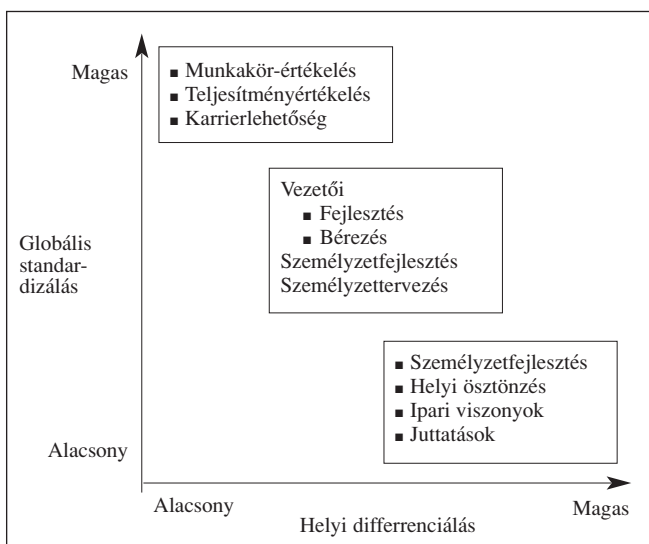 Magas
■ Munkakör-értékelés
■ Teljesítményértékelés
■ Karrierlehetőség
Globális
standar-
dizálás
Vezetői
■ Fejlesztés
■ Bérezés
Személyzetfejlesztés
Személyzettervezés
■ Személyzetfejlesztés
■ Helyi ösztönzés
■ Ipari viszonyok
■ Juttatások
Alacsony
Alacsony
Magas
Helyi differrenciálás